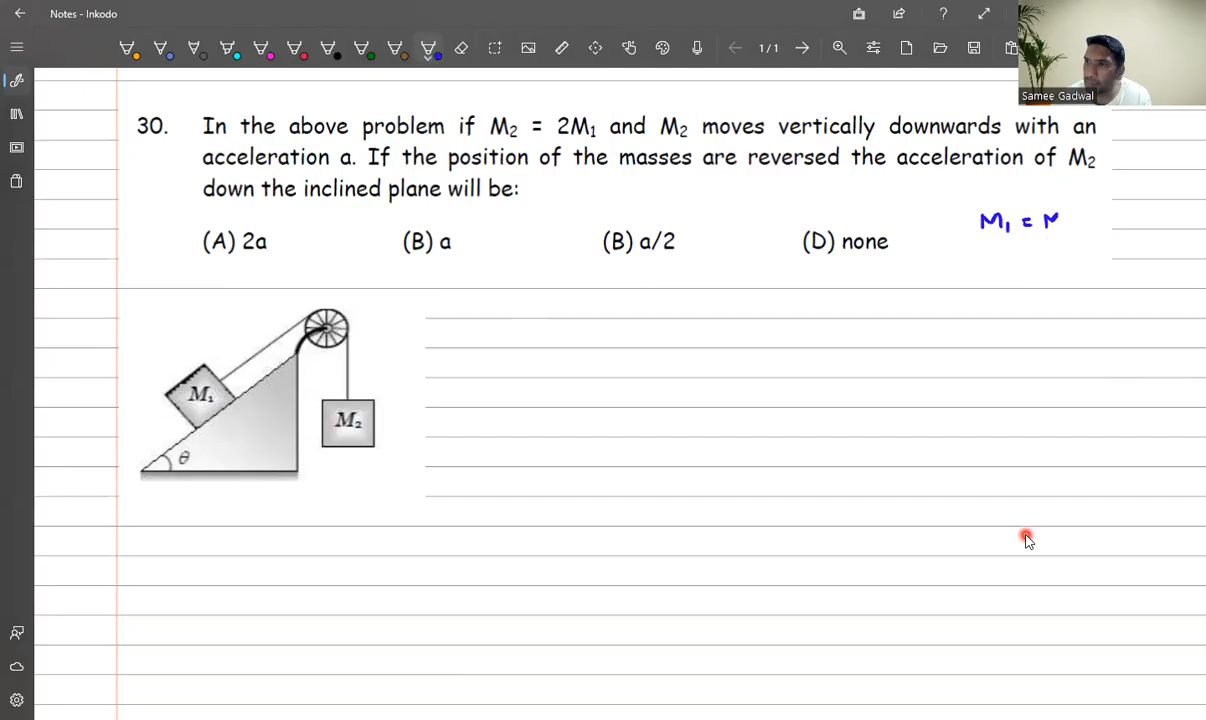 Notes - Inkodo
1/1
Samee Gadwal
30. In the above problem if M₂ = 2M₁ and M₂ moves vertically downwards with an
acceleration a. If the position of the masses are reversed the acceleration of M₂
down the inclined plane will be:
M₁ = M
(A) 2a (B) a (B) a/2 (D) none
M₁
M₂
θ